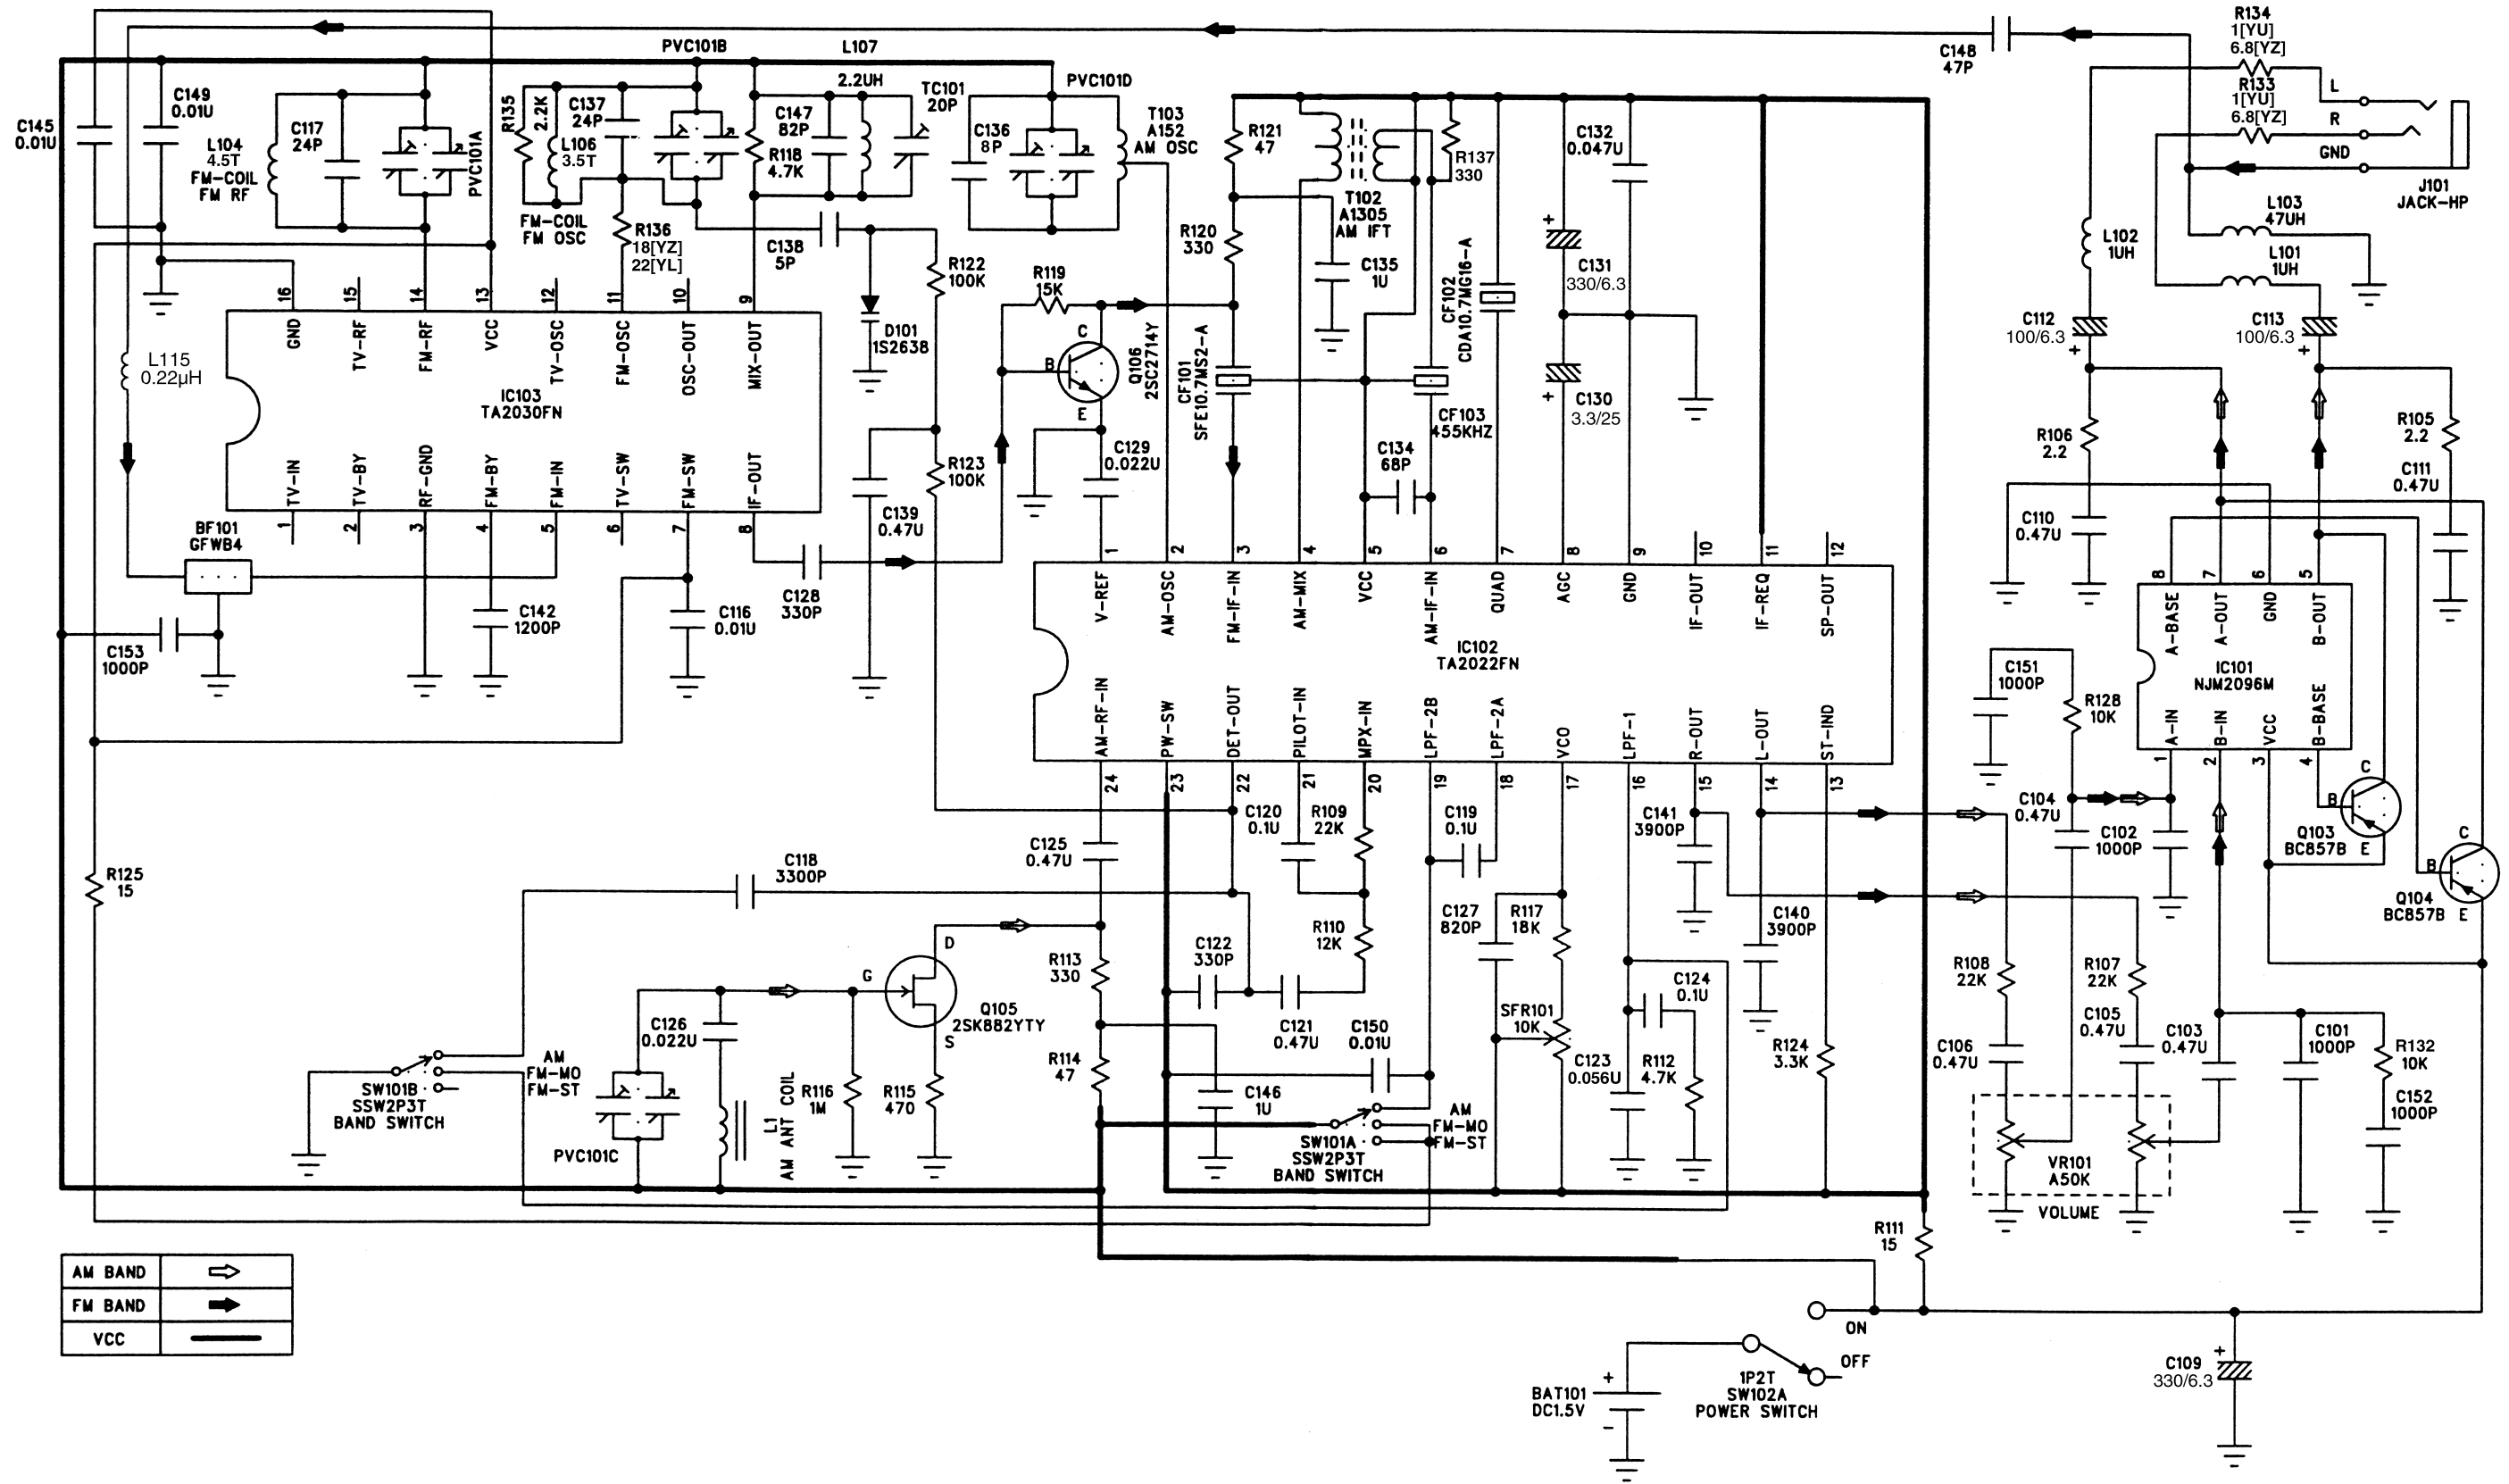 R134
1[YU]
6.8[YZ]
R133
1[YU]
6.8[YZ]
L
R
GND
J101
JACK-HP
C148
47P
L103
47UH
L101
1UH
L102
1UH
C145
0.01U
C149
0.01U
L104
4.5T
FM-COIL
FM RF
C117
24P
PVC101A
R135
2.2K
C137
24P
L106
3.5T
FM-COIL
FM OSC
PVC101B
L107
2.2UH
C147
82P
R118
4.7K
TC101
20P
C136
8P
PVC101D
T103
A152
AM OSC
R136
18[YZ]
22[YL]
C138
5P
D101
1S2638
R122
100K
R123
100K
C139
0.47U
R119
15K
Q106
2SC2714Y
C
B
E
C129
0.022U
R121
47
R120
330
T102
A1305
AM IFT
C135
1U
R137
330
C132
0.047U
C131
330/6.3
+
C130
3.3/25
+
CF101
SFE10.7MS2-A
CF102
CDA10.7MG16-A
CF103
455KHZ
C134
68P
L115
0.22µH
16 15 14 13 12 11 10 9
GND TV-RF FM-RF VCC TV-OSC FM-OSC OSC-OUT MIX-OUT
IC103
TA2030FN
TV-IN TV-BY RF-GND FM-BY FM-IN TV-SW FM-SW IF-OUT
1 2 3 4 5 6 7 8
BF101
GFWB4
C153
1000P
C142
1200P
C116
0.01U
C128
330P
1 2 3 4 5 6 7 8 9 10 11 12
V-REF AM-OSC FM-IF-IN AM-MIX VCC AM-IF-IN QUAD AGC GND IF-OUT IF-REQ SP-OUT
IC102
TA2022FN
AM-RF-IN PW-SW DET-OUT PILOT-IN MPX-IN LPF-2B LPF-2A VCO LPF-1 R-OUT L-OUT ST-IND
24 23 22 21 20 19 18 17 16 15 14 13
C112
100/6.3
+
C113
100/6.3
+
R106
2.2
C110
0.47U
R105
2.2
C111
0.47U
8 7 6 5
A-BASE A-OUT GND B-OUT
IC101
NJM2096M
A-IN B-IN VCC B-BASE
1 2 3 4
C151
1000P
R128
10K
C104
0.47U
C102
1000P
C
B
Q103
BC857B E
C
B
Q104
BC857B E
R125
15
C118
3300P
C125
0.47U
C120
0.1U
R109
22K
C119
0.1U
C141
3900P
R113
330
C122
330P
R110
12K
C127
820P
R117
18K
C124
0.1U
C140
3900P
R108
22K
R107
22K
D
G
S
Q105
2SK882YTY
C126
0.022U
R114
47
C121
0.47U
C150
0.01U
SFR101
10K
C123
0.056U
R112
4.7K
R124
3.3K
C106
0.47U
C105
0.47U
C103
0.47U
C101
1000P
R132
10K
C152
1000P
AM
FM-MO
FM-ST
SW101B
SSW2P3T
BAND SWITCH
PVC101C
L1
AM ANT COIL
R116
1M
R115
470
C146
1U
AM
FM-MO
FM-ST
SW101A
SSW2P3T
BAND SWITCH
VR101
A50K
VOLUME
R111
15
AM BAND
FM BAND
VCC
ON
OFF
BAT101
DC1.5V
+
-
1P2T
SW102A
POWER SWITCH
C109
330/6.3
+